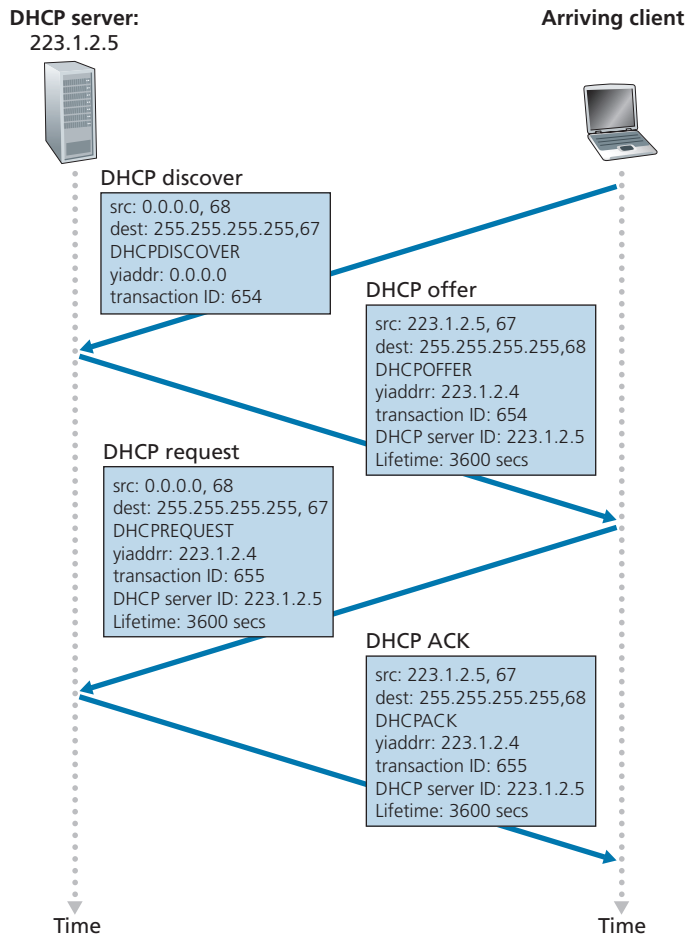 DHCP server:
223.1.2.5
Arriving client
DHCP discover
src: 0.0.0.0, 68
dest: 255.255.255.255,67
DHCPDISCOVER
yiaddr: 0.0.0.0
transaction ID: 654
DHCP offer
src: 223.1.2.5, 67
dest: 255.255.255.255,68
DHCPOFFER
yiaddrr: 223.1.2.4
transaction ID: 654
DHCP server ID: 223.1.2.5
Lifetime: 3600 secs
DHCP request
src: 0.0.0.0, 68
dest: 255.255.255.255, 67
DHCPREQUEST
yiaddrr: 223.1.2.4
transaction ID: 655
DHCP server ID: 223.1.2.5
Lifetime: 3600 secs
DHCP ACK
src: 223.1.2.5, 67
dest: 255.255.255.255,68
DHCPACK
yiaddrr: 223.1.2.4
transaction ID: 655
DHCP server ID: 223.1.2.5
Lifetime: 3600 secs
Time
Time